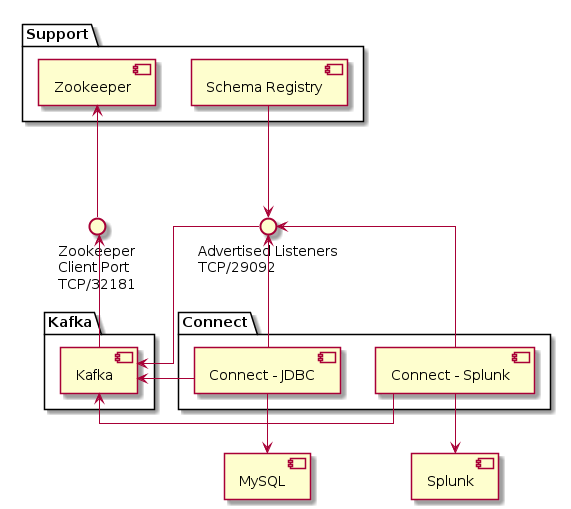 Support
Zookeeper
Schema Registry
Zookeeper
Client Port
TCP/32181
Advertised Listeners
TCP/29092
Kafka
Connect
Kafka
Connect - JDBC
Connect - Splunk
MySQL
Splunk